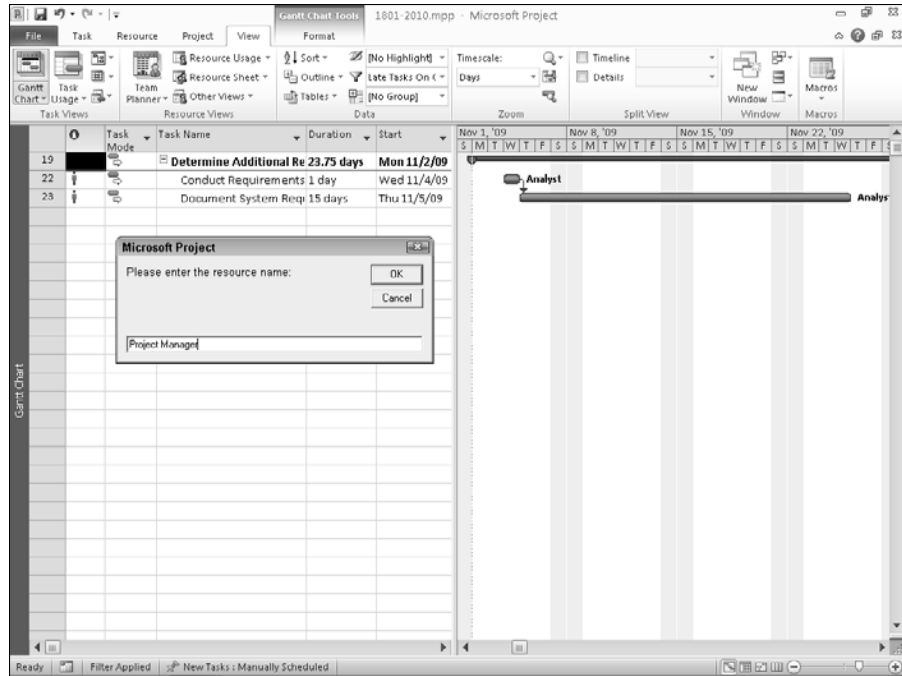 Gantt Chart Tools
1801-2010.mpp - Microsoft Project
File Task Resource Project View Format
Gantt Chart
Task Usage
Team Planner
Resource Usage
Resource Sheet
Other Views
Sort
Outline
Tables
[No Highlight]
Late Tasks On
[No Group]
Timescale:
Days
Timeline
Details
New Window
Macros
Task Views Resource Views Data Zoom Split View Window Macros
Task Mode Task Name Duration Start
Nov 1, '09 Nov 8, '09 Nov 15, '09 Nov 22, '09
S M T W T F S S M T W T F S S M T W T F S S M T W T F S
19 Determine Additional Re 23.75 days Mon 11/2/09
22 Conduct Requirements 1 day Wed 11/4/09
Analyst
23 Document System Requ 15 days Thu 11/5/09
Analys
Microsoft Project
Please enter the resource name:
OK
Cancel
Project Manager
Gantt Chart
Ready Filter Applied New Tasks : Manually Scheduled